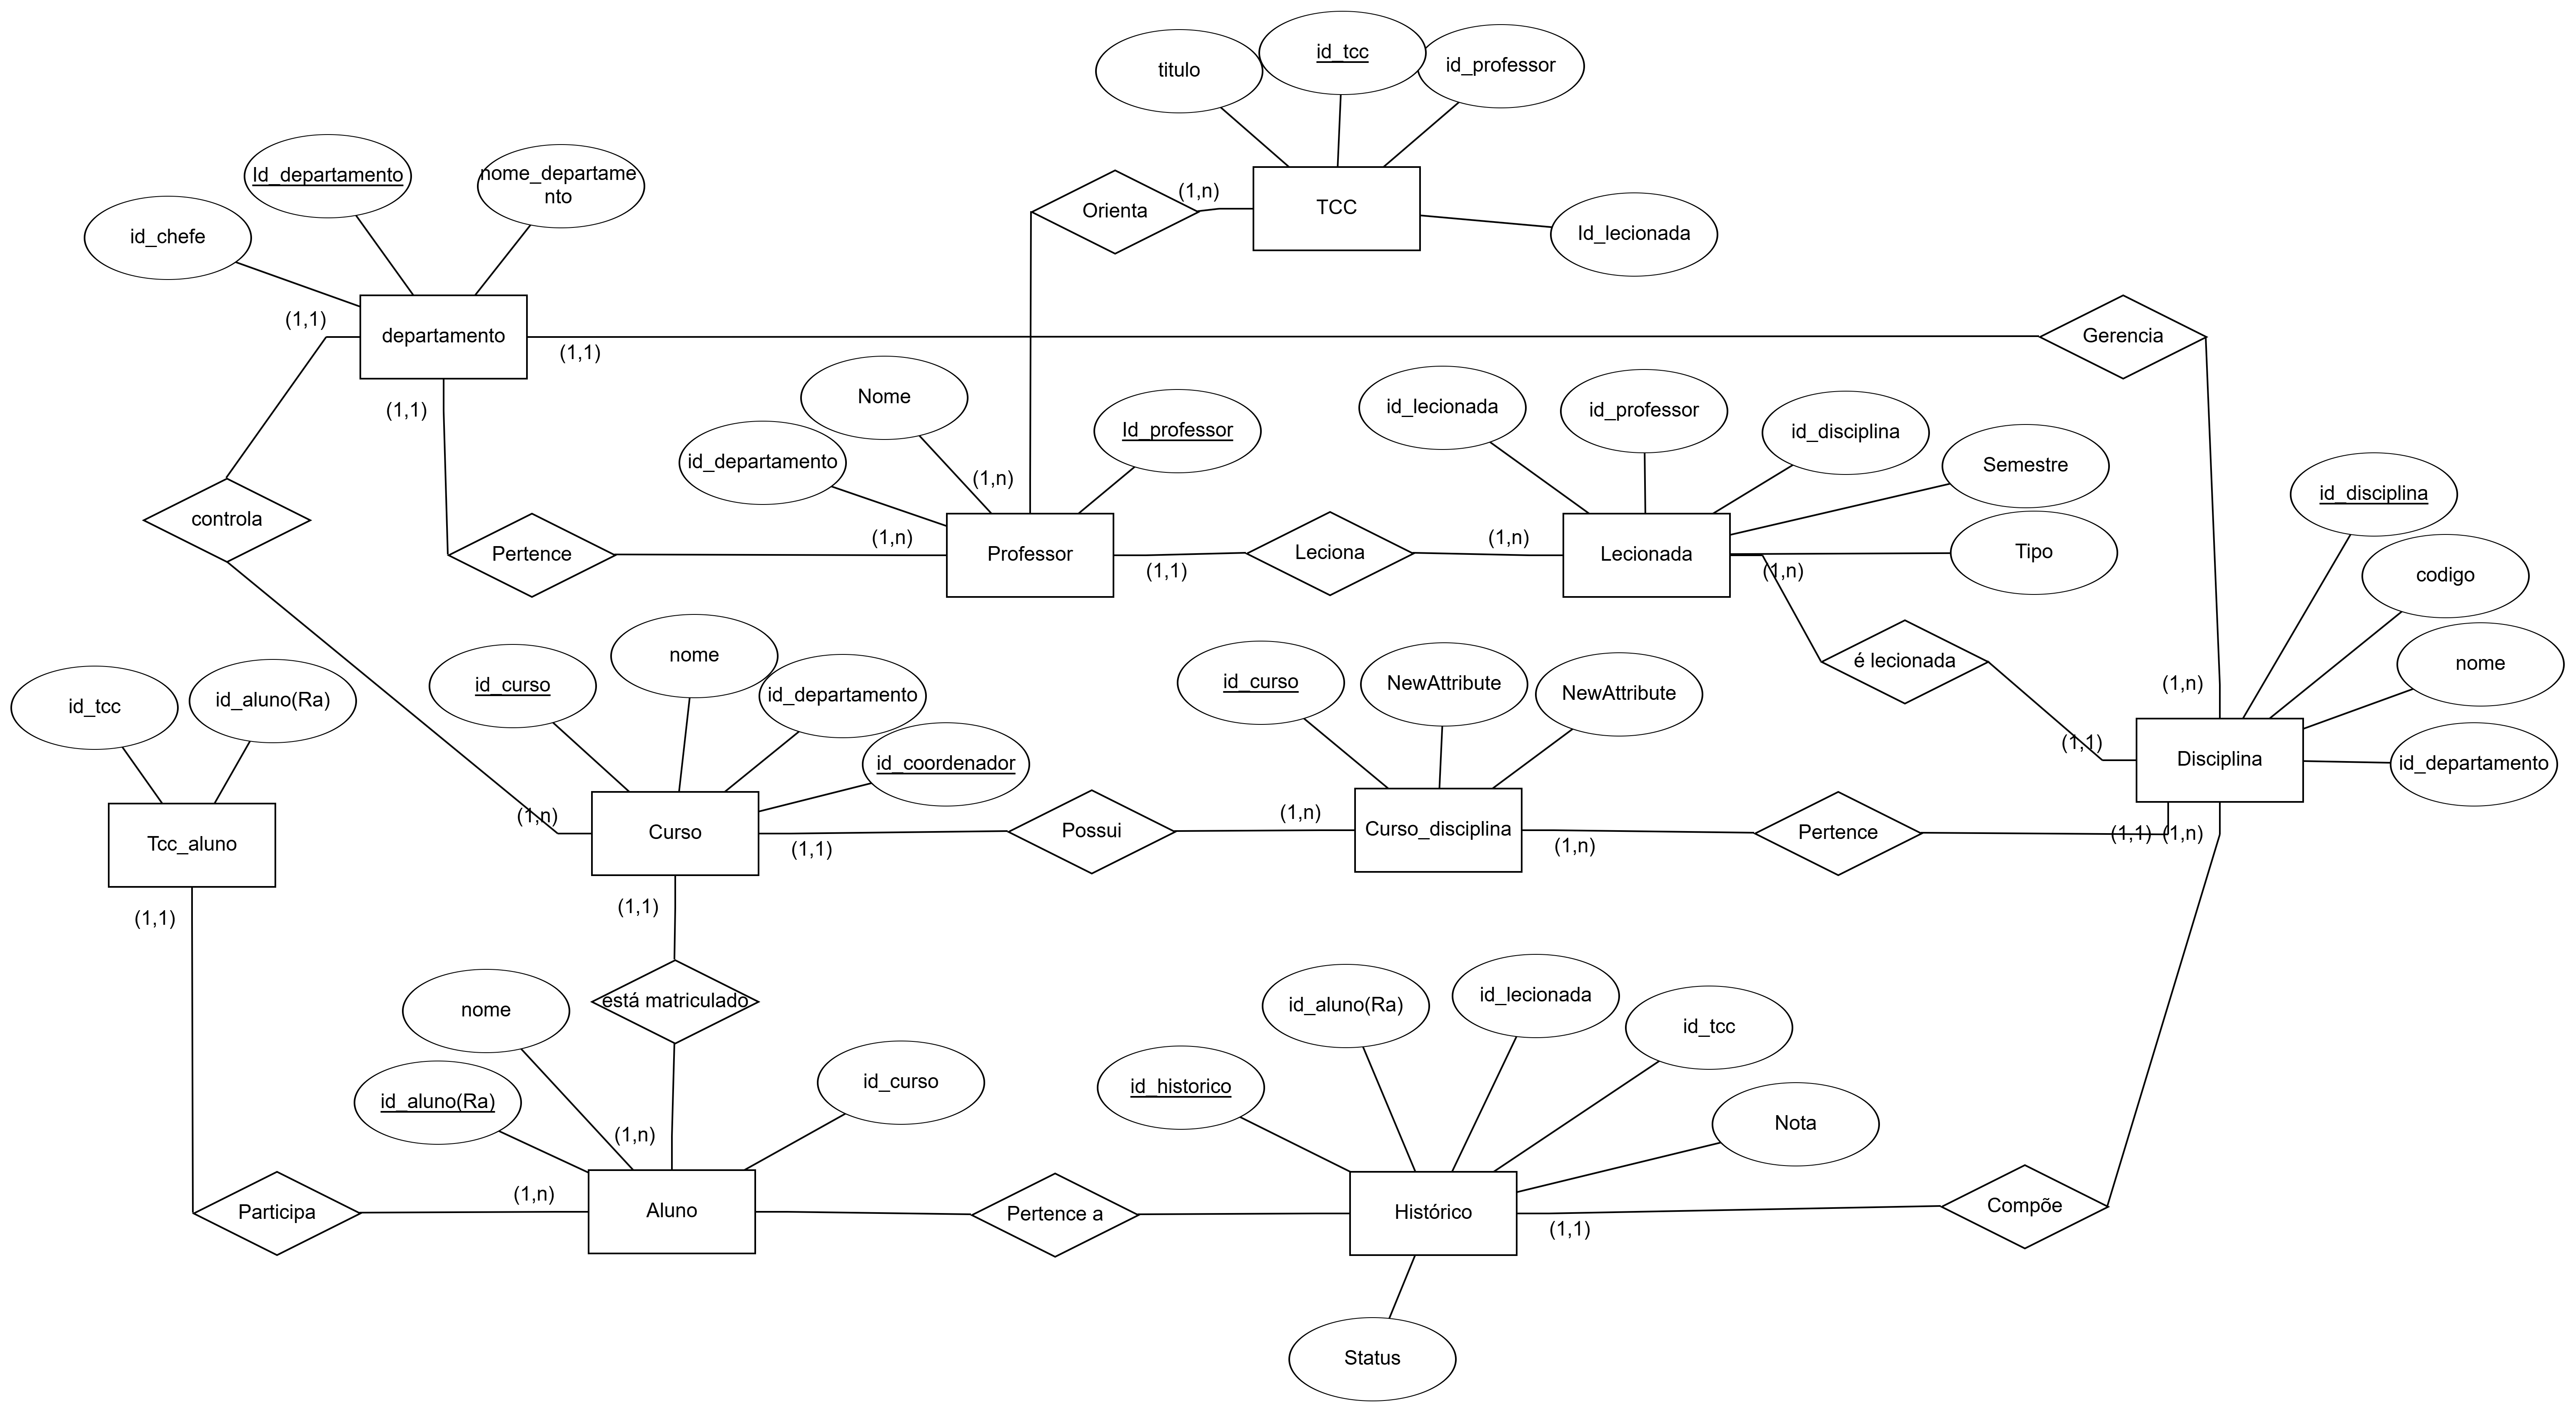 titulo
id_tcc
id_professor
TCC
Orienta
(1,n)
Id_lecionada
id_chefe
Id_departamento
nome_departame
nto
departamento
(1,1)
(1,1)
(1,1)
Gerencia
controla
Pertence
Nome
id_departamento
Id_professor
(1,n)
(1,n)
Professor
(1,1)
Leciona
(1,n)
id_lecionada
id_professor
id_disciplina
Semestre
Tipo
Lecionada
(1,n)
é lecionada
(1,1)
id_disciplina
codigo
nome
id_departamento
(1,n)
Disciplina
(1,1)
(1,n)
id_tcc
id_aluno(Ra)
Tcc_aluno
(1,1)
id_curso
nome
id_departamento
id_coordenador
(1,n)
Curso
(1,1)
(1,1)
Possui
(1,n)
id_curso
NewAttribute
NewAttribute
Curso_disciplina
(1,n)
Pertence
está matriculado
nome
id_aluno(Ra)
id_curso
(1,n)
(1,n)
Participa
Aluno
Pertence a
id_historico
id_aluno(Ra)
id_lecionada
id_tcc
Nota
Histórico
(1,1)
Compõe
Status